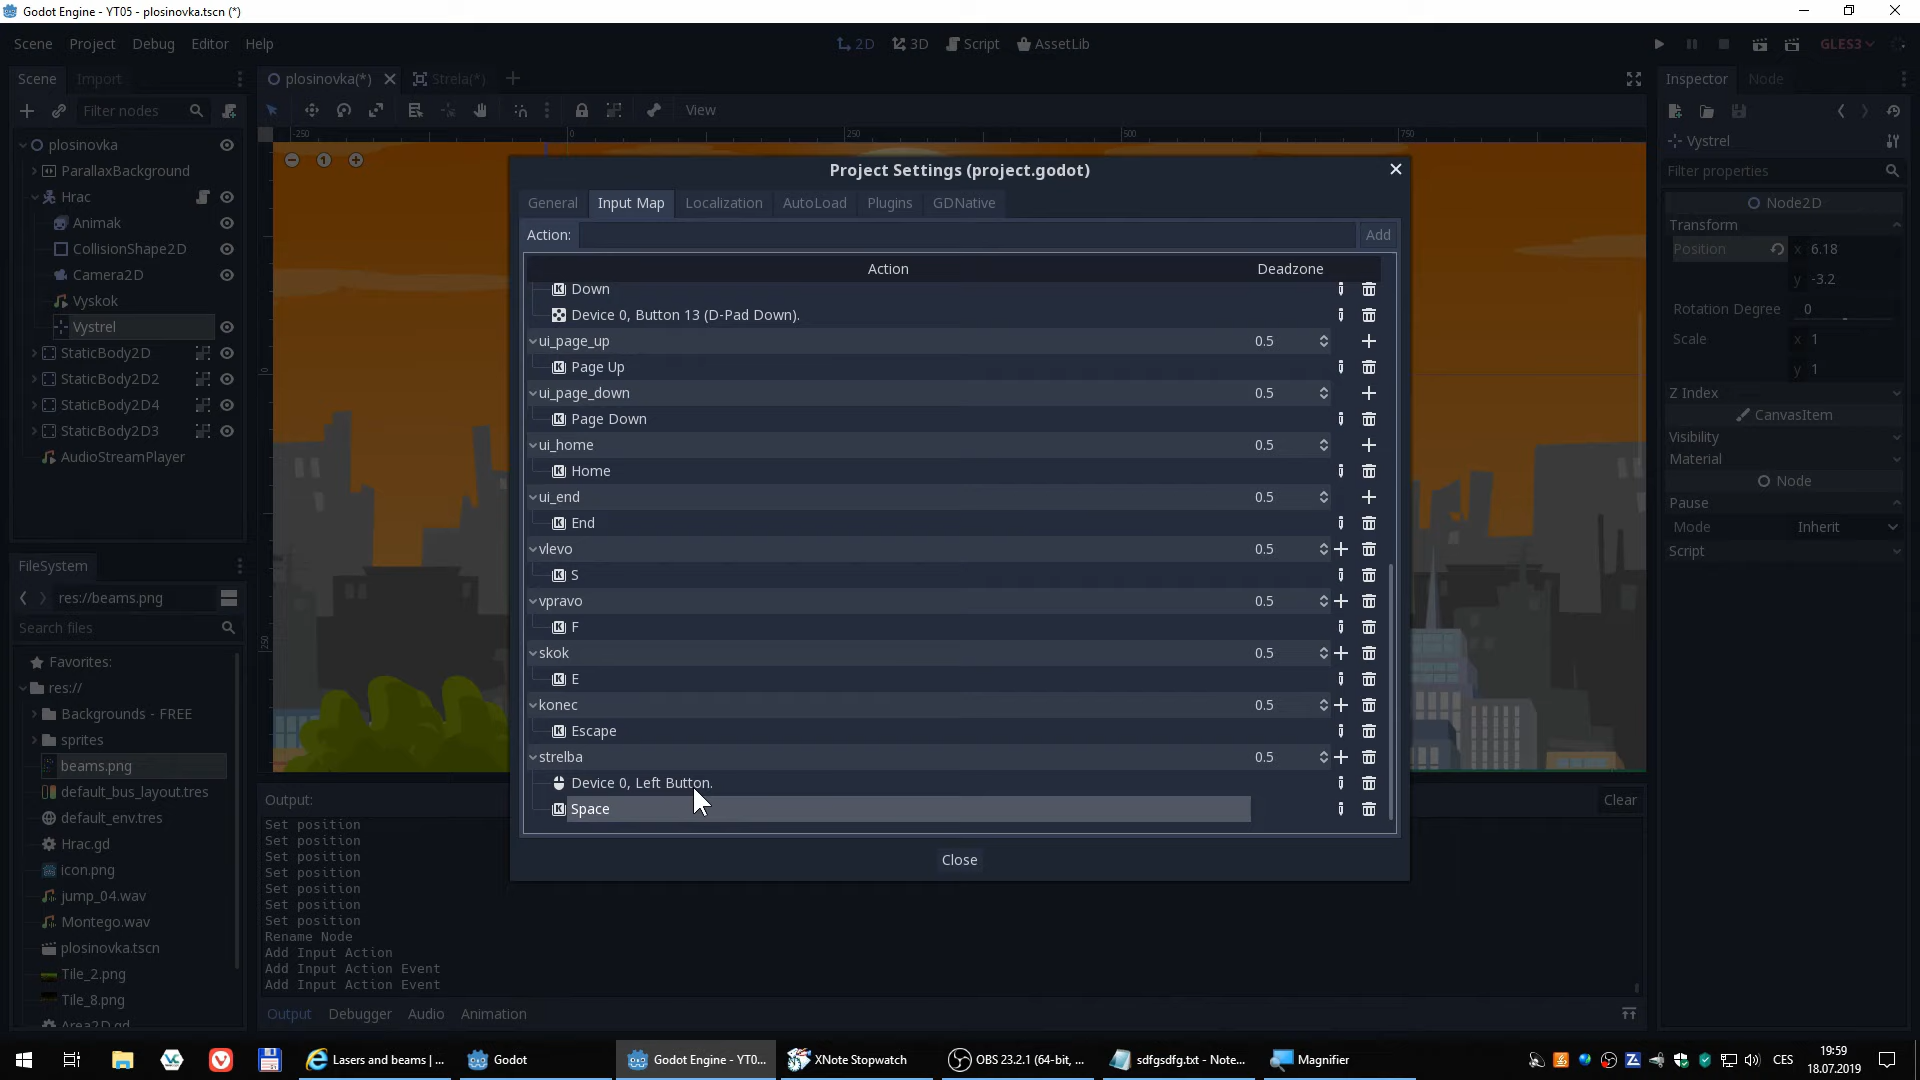 Godot Engine - YT05 - plosinovka.tscn (*)
Scene Project Debug Editor Help
2D 3D Script AssetLib
GLES3
Scene Import
plosinovka(*) Strela(*)
Inspector Node
Filter nodes
View
Vystrel
Filter properties
-250 0 250 500 750
1
plosinovka
ParallaxBackground
Hrac
Animak
CollisionShape2D
Camera2D
Vyskok
Vystrel
StaticBody2D
StaticBody2D2
StaticBody2D4
StaticBody2D3
AudioStreamPlayer
FileSystem
res://beams.png
Search files
Favorites:
res://
Backgrounds - FREE
sprites
beams.png
default_bus_layout.tres
default_env.tres
Hrac.gd
icon.png
jump_04.wav
Montego.wav
plosinovka.tscn
Tile_2.png
Tile_8.png
Area2D.gd
0
250
Project Settings (project.godot)
General Input Map Localization AutoLoad Plugins GDNative
Action: Add
Action Deadzone
Down
Device 0, Button 13 (D-Pad Down).
ui_page_up 0.5
Page Up
ui_page_down 0.5
Page Down
ui_home 0.5
Home
ui_end 0.5
End
vlevo 0.5
S
vpravo 0.5
F
skok 0.5
E
konec 0.5
Escape
strelba 0.5
Device 0, Left Button.
Space
Close
Output: Clear
Set position
Set position
Set position
Set position
Set position
Set position
Set position
Rename Node
Add Input Action
Add Input Action Event
Add Input Action Event
Output Debugger Audio Animation
Node2D
Transform
Position x 6.18
y -3.2
Rotation Degree 0
Scale x 1
y 1
Z Index
CanvasItem
Visibility
Material
Node
Pause
Mode Inherit
Script
Lasers and beams | ...
Godot
Godot Engine - YT0...
XNote Stopwatch
OBS 23.2.1 (64-bit, ...
sdfgsdfg.txt - Note...
Magnifier
CES
19:59
18.07.2019